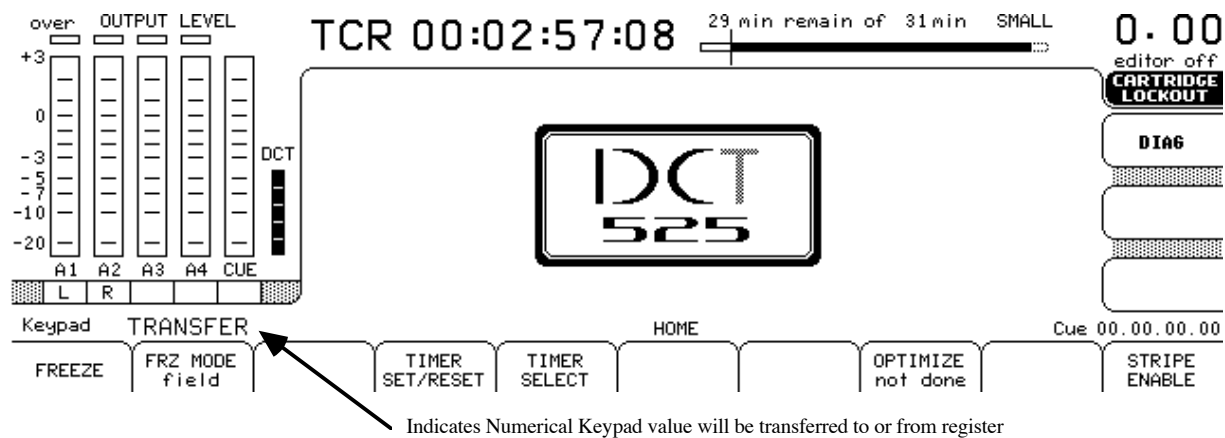 over OUTPUT LEVEL
TCR 00:02:57:08
29 min remain of 31min SMALL
0.00
editor off
+3
0
-3
-5
-7
-10
-20
DCT
A1 A2 A3 A4 CUE
L R
DCT
525
CARTRIDGE
LOCKOUT
DIAG
Keypad TRANSFER
HOME
Cue 00.00.00.00
FREEZE
FRZ MODE
field
TIMER
SET/RESET
TIMER
SELECT
OPTIMIZE
not done
STRIPE
ENABLE
Indicates Numerical Keypad value will be transferred to or from register